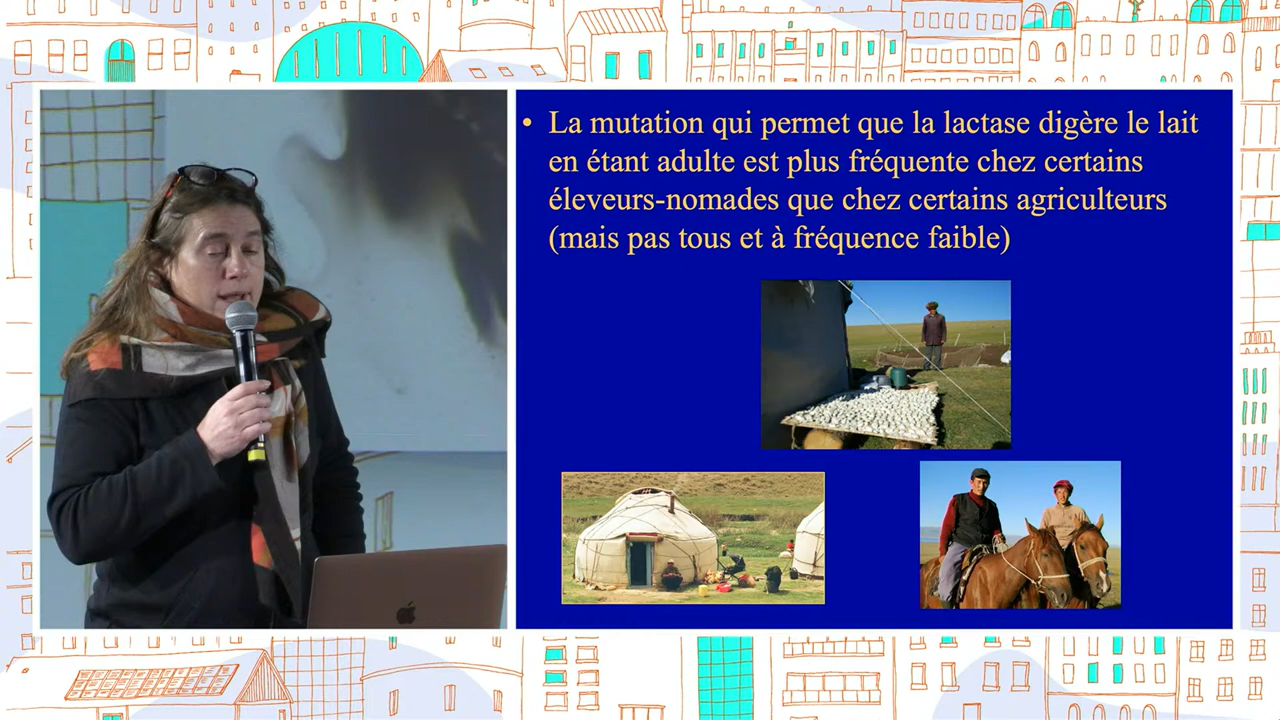 • La mutation qui permet que la lactase digère le lait
en étant adulte est plus fréquente chez certains
éleveurs-nomades que chez certains agriculteurs
(mais pas tous et à fréquence faible)